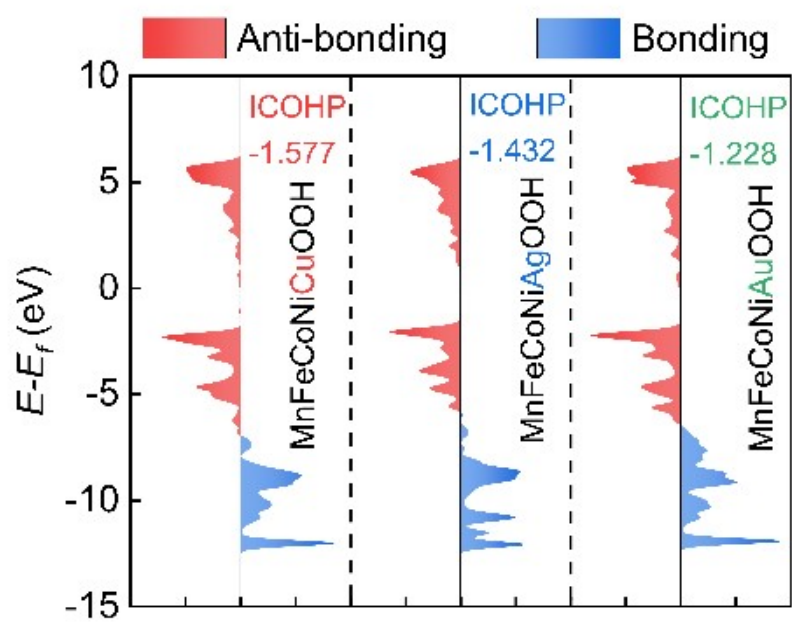 Anti-bonding
Bonding
10
5
0
-5
-10
-15
E-Ef (eV)
ICOHP
-1.577
MnFeCoNiCuOOH
ICOHP
-1.432
MnFeCoNiAgOOH
ICOHP
-1.228
MnFeCoNiAuOOH